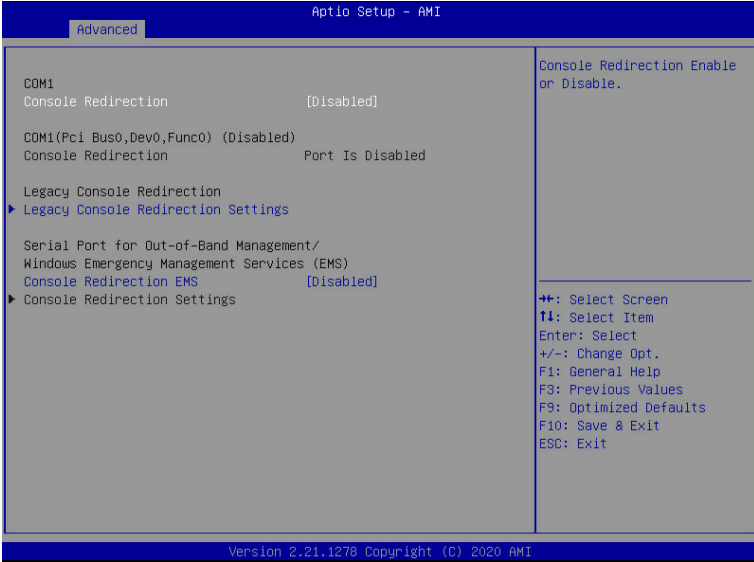 Aptio Setup – AMI
Advanced
COM1
Console Redirection [Disabled]
COM1(Pci Bus0,Dev0,Func0) (Disabled)
Console Redirection Port Is Disabled
Legacy Console Redirection
Legacy Console Redirection Settings
Serial Port for Out-of-Band Management/
Windows Emergency Management Services (EMS)
Console Redirection EMS [Disabled]
Console Redirection Settings
Console Redirection Enable
or Disable.
→←: Select Screen
↑↓: Select Item
Enter: Select
+/-: Change Opt.
F1: General Help
F3: Previous Values
F9: Optimized Defaults
F10: Save & Exit
ESC: Exit
Version 2.21.1278 Copyright (C) 2020 AMI